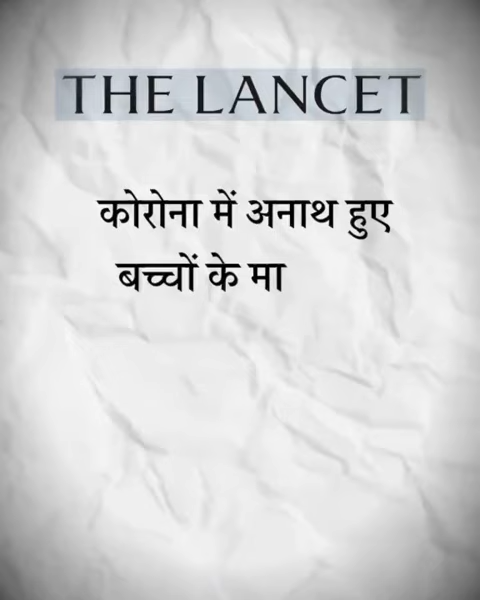 THE LANCET
कोरोना में अनाथ हुए
बच्चों के मा